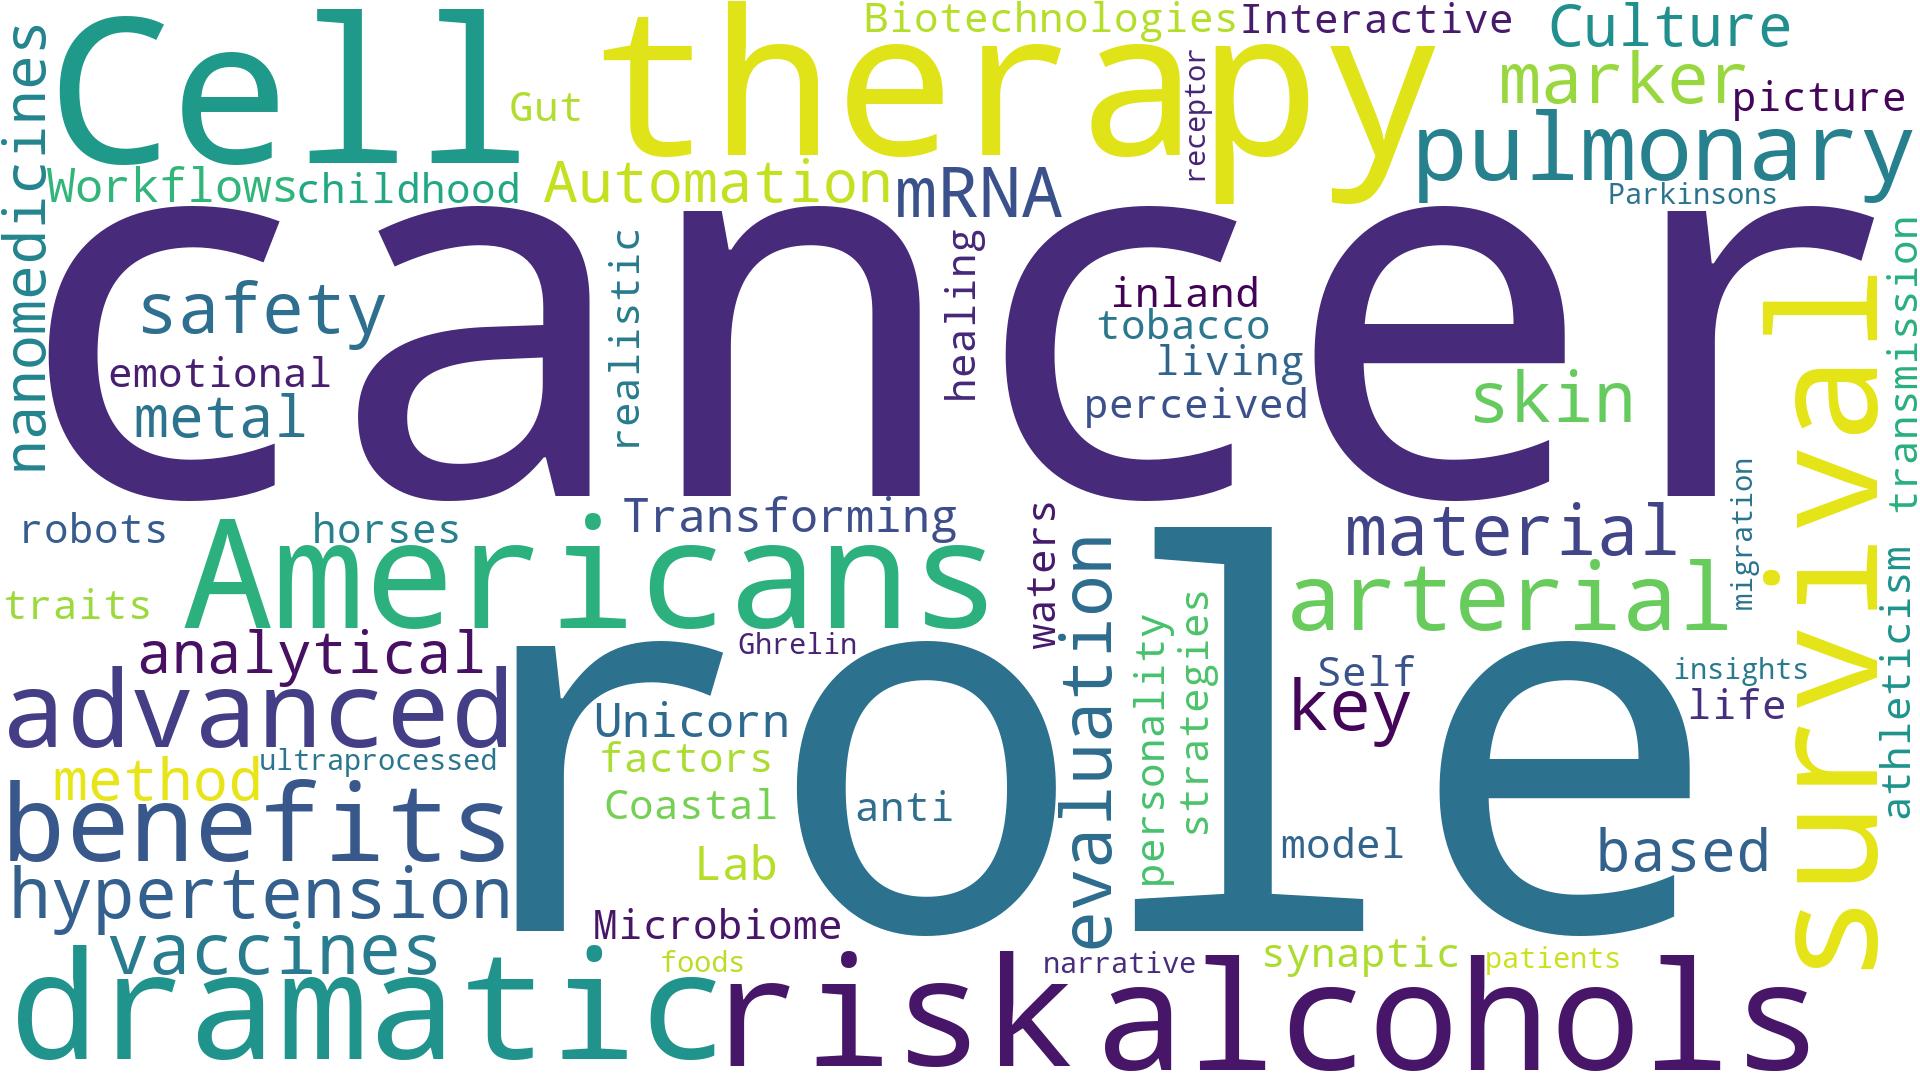 Biotechnologies
Interactive
Culture
Cell
therapy
Gut
receptor
marker
picture
pulmonary
nanomedicines
Workflows
childhood
Automation
mRNA
Parkinsons
cancer
safety
emotional
metal
realistic
healing
inland
tobacco
living
perceived
skin
survival
transmission
migration
robots
horses
Transforming
Americans
Waters
evaluation
material
arterial
traits
analytical
Ghrelin
personality
strategies
Self
key
insights
life
athleticism
advanced
role
Unicorn
ultraprocessed
method
factors
Coastal
anti
benefits
Lab
model
based
hypertension
Microbiome
vaccines
foods
narrative
synaptic
patients
dramatic
risk
alcohols